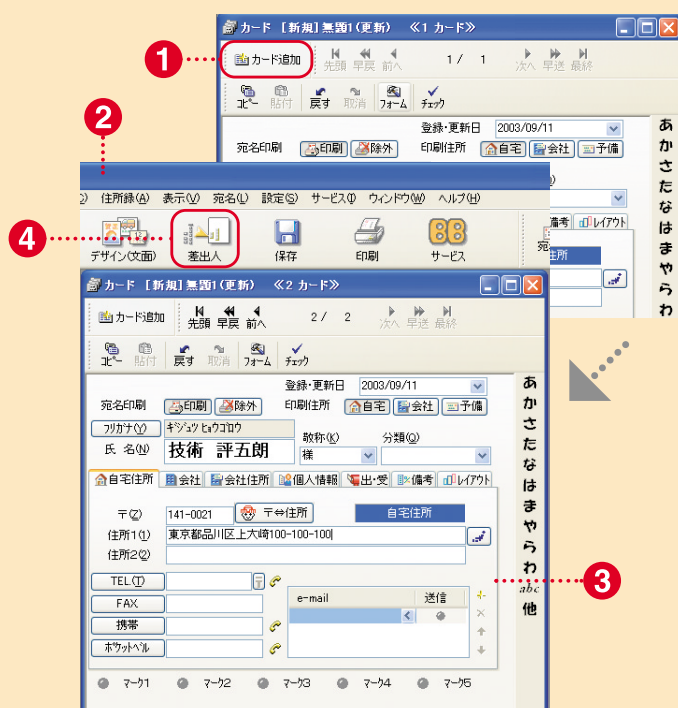 カード [新規]無題1(更新) ≪1 カード≫
1
カード追加 先頭 早戻 前へ 1/ 1 次へ 早送 最終
ｺﾋﾟｰ 貼付 戻す 取消 ﾌｫｰﾑ ﾁｪｯｸ
登録・更新日 2003/09/11
宛名印刷 印刷 除外 印刷住所 自宅 会社 予備
あ
か
さ
た
な
は
ま
や
ら
わ
2
住所録(A) 表示(V) 宛名(L) 設定(S) サービス(I) ウィンドウ(W) ヘルプ(H)
備考 ﾚｲｱｳﾄ
4
デザイン(文面) 差出人 保存 印刷 サービス
宛
住所
カード [新規]無題1(更新) ≪2 カード≫
カード追加 先頭 早戻 前へ 2/ 2 次へ 早送 最終
ｺﾋﾟｰ 貼付 戻す 取消 ﾌｫｰﾑ ﾁｪｯｸ
登録・更新日 2003/09/11
宛名印刷 印刷 除外 印刷住所 自宅 会社 予備
フリガナ(Y) ｷﾞｼﾞｭﾂ ﾋｮｳｺﾞﾛｳ 敬称(K) 分類(Q)
氏 名(N) 技術 評五朗 様
自宅住所 会社 会社住所 個人情報 出・受 備考 ﾚｲｱｳﾄ
〒(Z) 141-0021 〒⇔住所 自宅住所
住所1(1) 東京都品川区上大崎100-100-100
住所2(2)
TEL(T)
FAX e-mail 送信
携帯
ﾎﾟｹｯﾄﾍﾞﾙ
3
マーク1 マーク2 マーク3 マーク4 マーク5
あ
か
さ
た
な
は
ま
や
ら
わ
abc
他